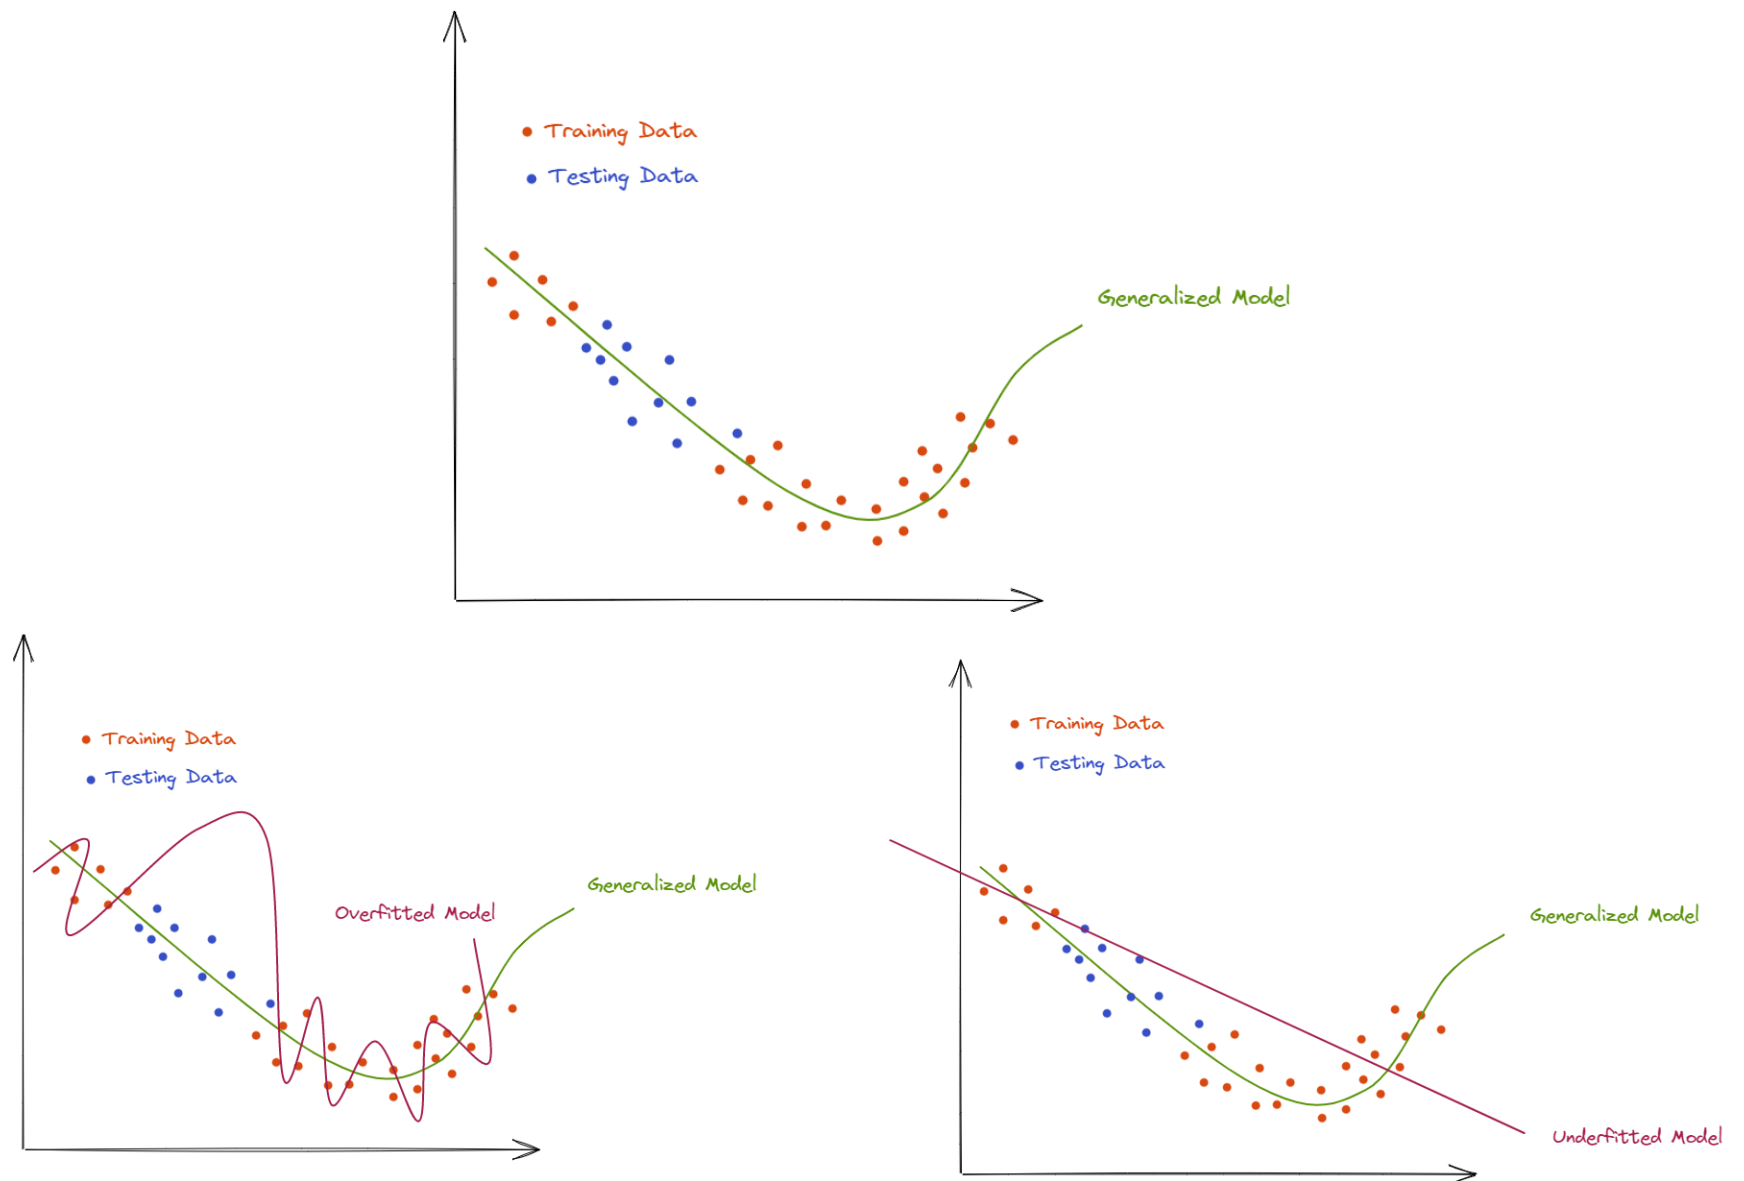 Training Data
Testing Data
Generalized Model
Training Data
Testing Data
Generalized Model
Overfitted Model
Training Data
Testing Data
Generalized Model
Underfitted Model